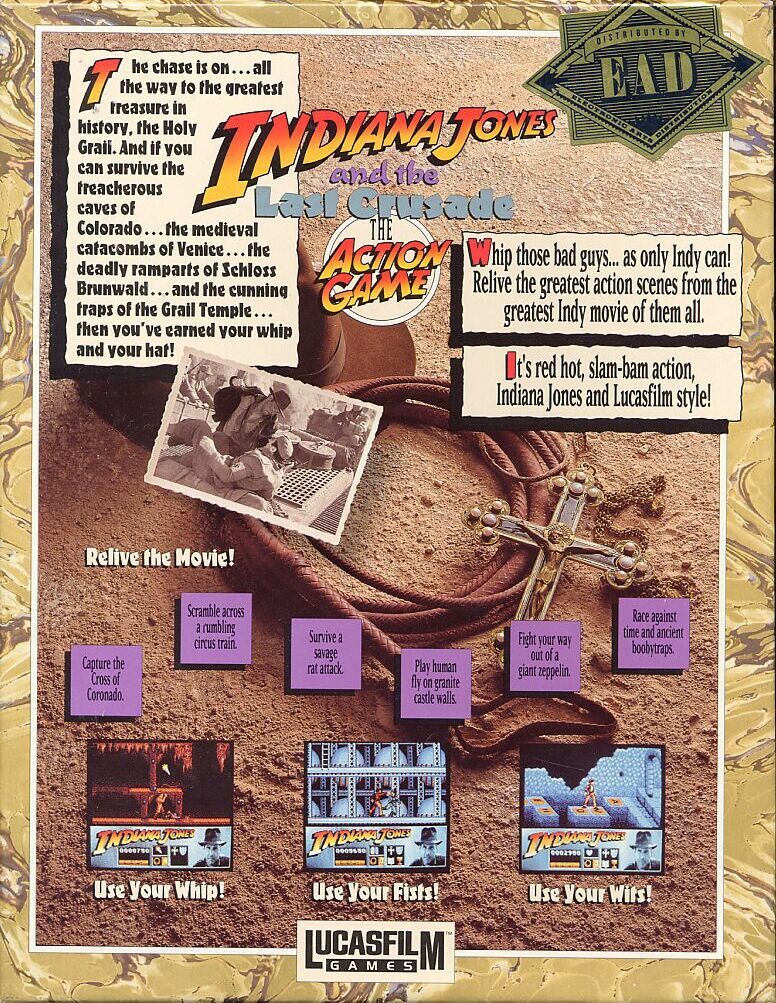 DISTRIBUTED BY
EAD
The chase is on...all
the way to the greatest
treasure in
history, the Holy
Grail. And if you
can survive the
treacherous
caves of
Colorado...the medieval
catacombs of Venice...the
deadly ramparts of Schloss
Brunwald...and the cunning
traps of the Grail Temple...
then you've earned your whip
and your hat!
INDIANA JONES
and the
Last Crusade
THE
ACTION
GAME
Whip those bad guys... as only Indy can!
Relive the greatest action scenes from the
greatest Indy movie of them all.
It's red hot, slam-bam action,
Indiana Jones and Lucasfilm style!
Relive the Movie!
Capture the
Cross of
Coronado.
Scramble across
a rumbling
circus train.
Survive a
savage
rat attack.
Play human
fly on granite
castle walls.
Fight your way
out of a
giant zeppelin.
Race against
time and ancient
boobytraps.
INDIANA JONES
0000750
Use Your Whip!
INDIANA JONES
Use Your Fists!
INDIANA JONES
0002950
Use Your Wits!
LUCASFILM™
GAMES